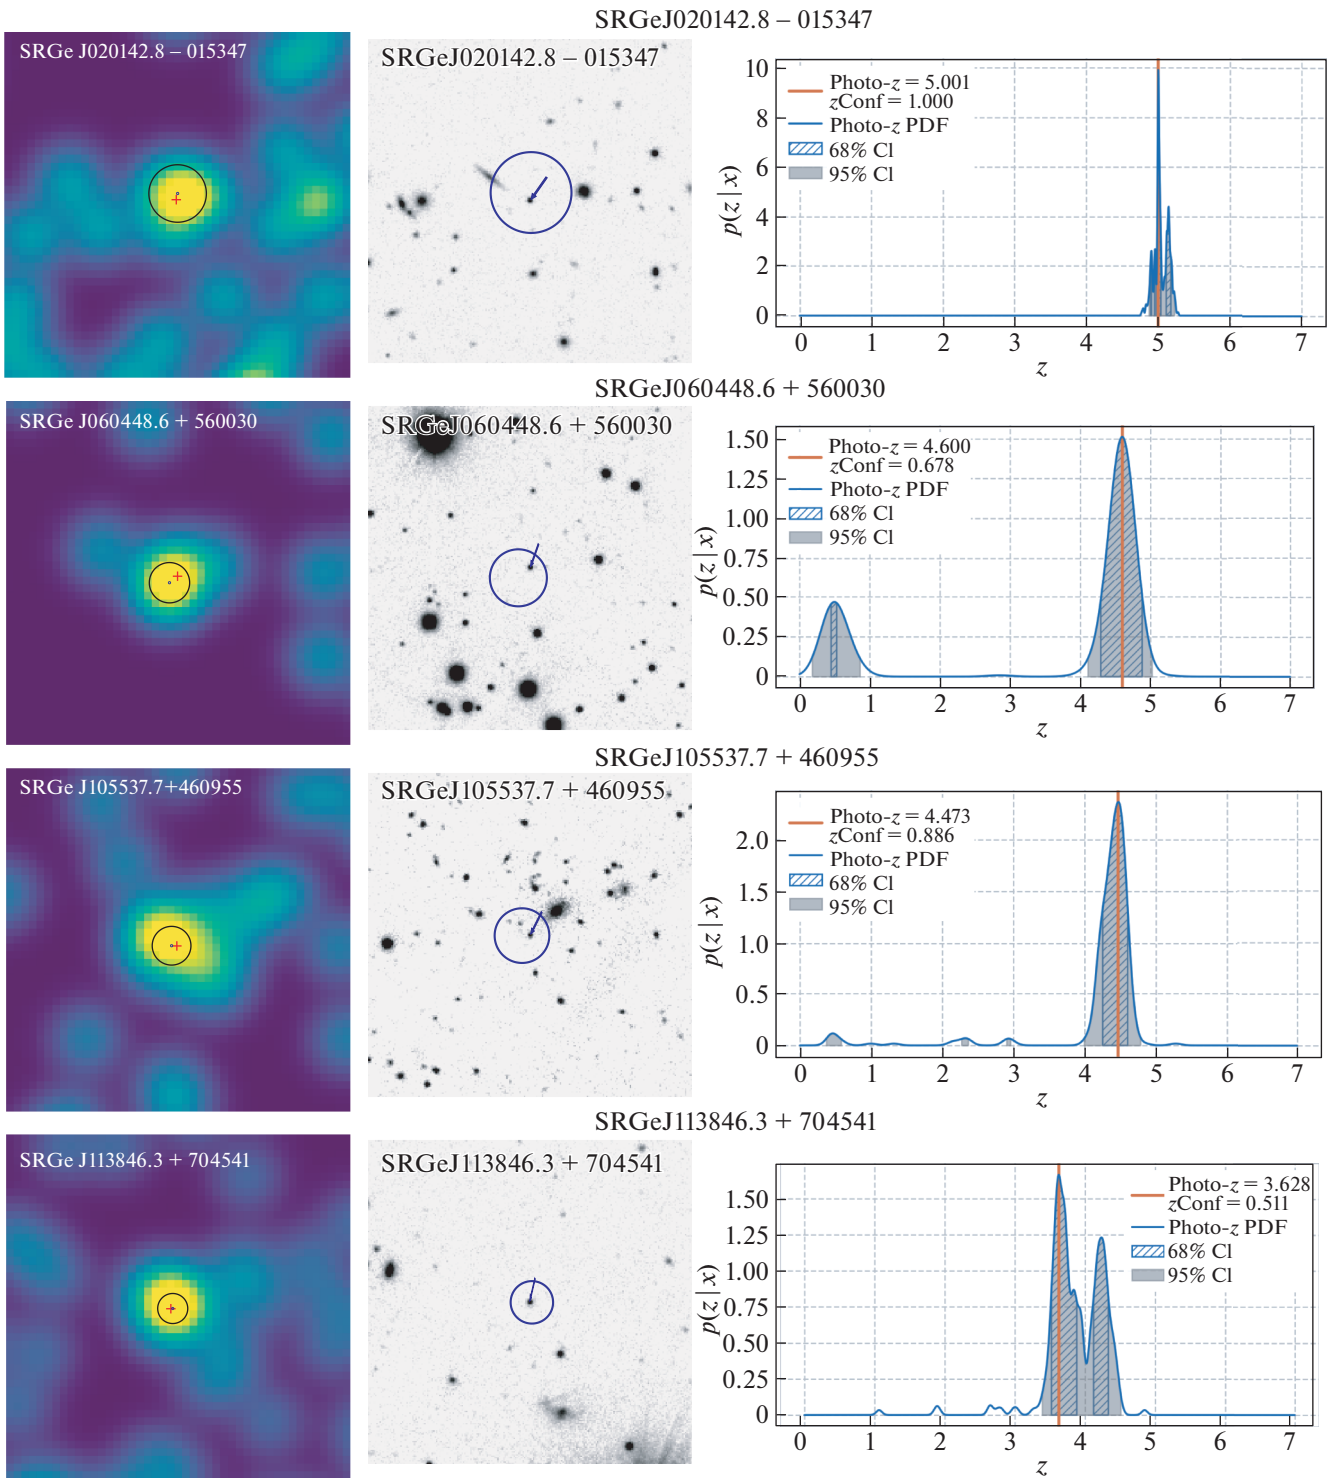 SRGeJ020142.8 – 015347
SRGe J020142.8 – 015347
SRGeJ020142.8 – 015347
Photo-z = 5.001
zConf = 1.000
Photo-z PDF
68% Cl
95% Cl
p(z | x)
10
8
6
4
2
0
0 1 2 3 4 5 6 7
z
SRGeJ060448.6 + 560030
SRGe J060448.6 + 560030
SRGeJ060448.6 + 560030
Photo-z = 4.600
zConf = 0.678
Photo-z PDF
68% Cl
95% Cl
p(z | x)
1.50
1.25
1.00
0.75
0.50
0.25
0
0 1 2 3 4 5 6 7
z
SRGeJ105537.7 + 460955
SRGe J105537.7+460955
SRGeJ105537.7 + 460955
Photo-z = 4.473
zConf = 0.886
Photo-z PDF
68% Cl
95% Cl
p(z | x)
2.0
1.5
1.0
0.5
0
0 1 2 3 4 5 6 7
z
SRGeJ113846.3 + 704541
SRGe J113846.3 + 704541
SRGeJ113846.3 + 704541
Photo-z = 3.628
zConf = 0.511
Photo-z PDF
68% Cl
95% Cl
p(z | x)
1.50
1.25
1.00
0.75
0.50
0.25
0
0 1 2 3 4 5 6 7
z